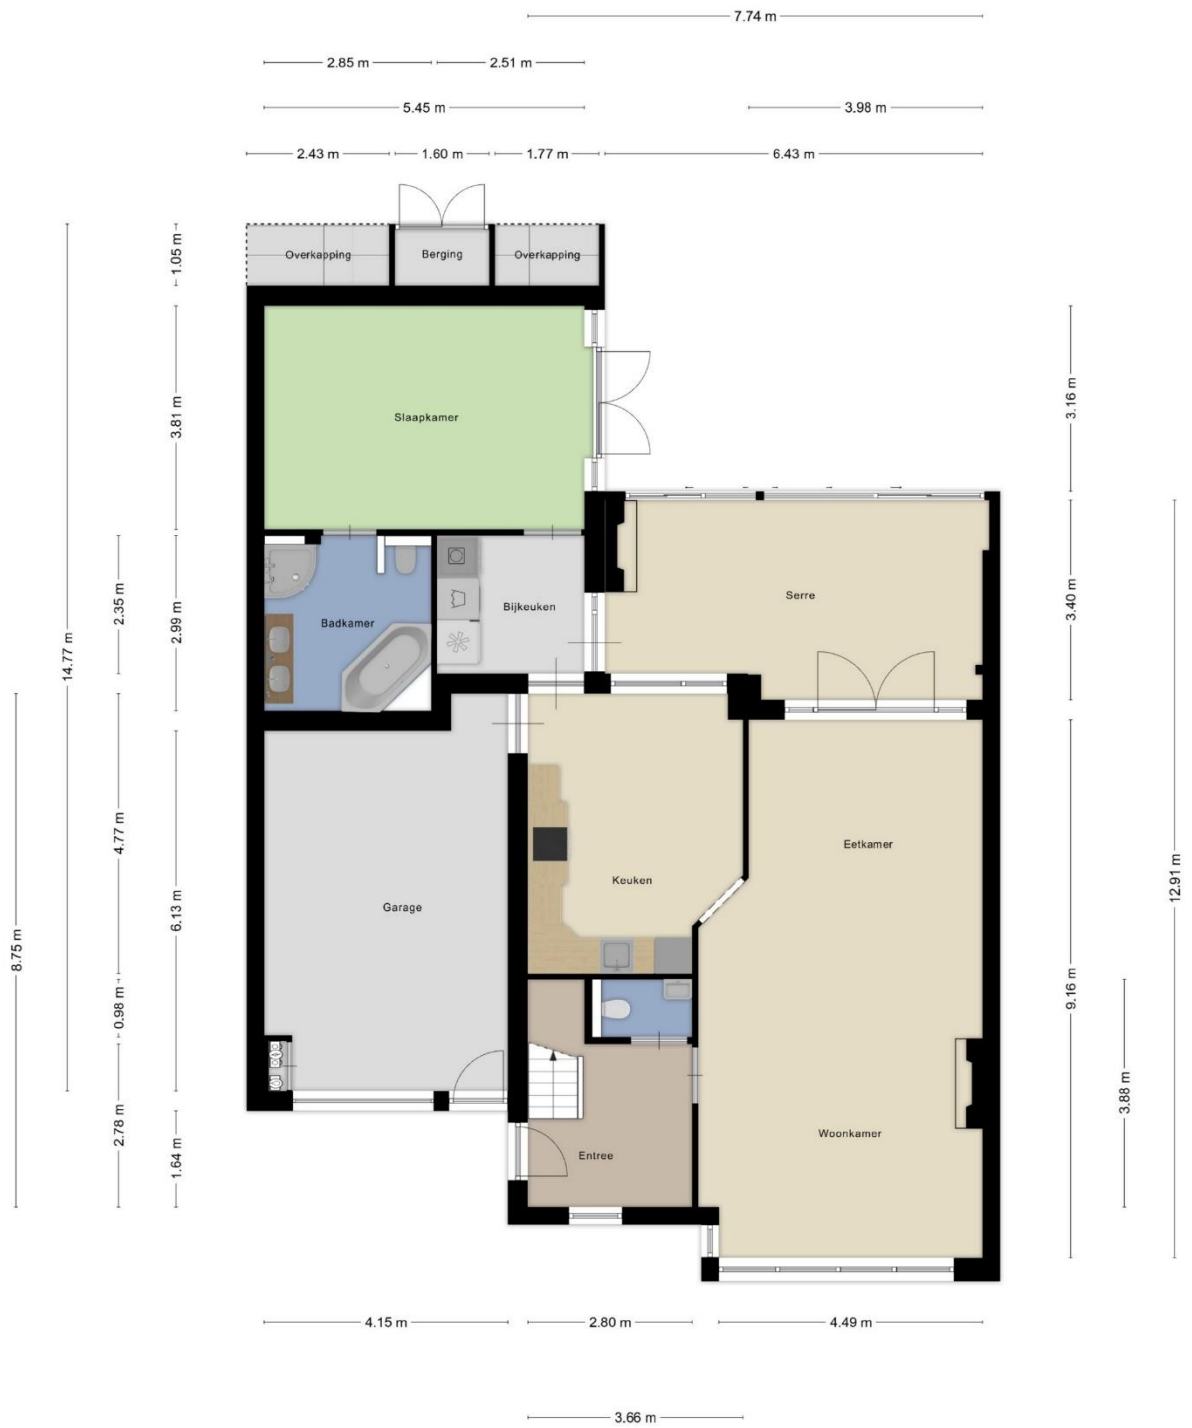 7.74 m
2.85 m
2.51 m
5.45 m
3.98 m
2.43 m
1.60 m
1.77 m
6.43 m
1.05 m
Overkapping
Berging
Overkapping
3.81 m
Slaapkamer
3.16 m
2.35 m
2.99 m
14.77 m
Badkamer
Bijkeuken
Serre
3.40 m
4.77 m
6.13 m
8.75 m
Garage
Keuken
Eetkamer
12.91 m
9.16 m
0.98 m
2.78 m
1.64 m
Entree
Woonkamer
3.88 m
4.15 m
2.80 m
4.49 m
3.66 m